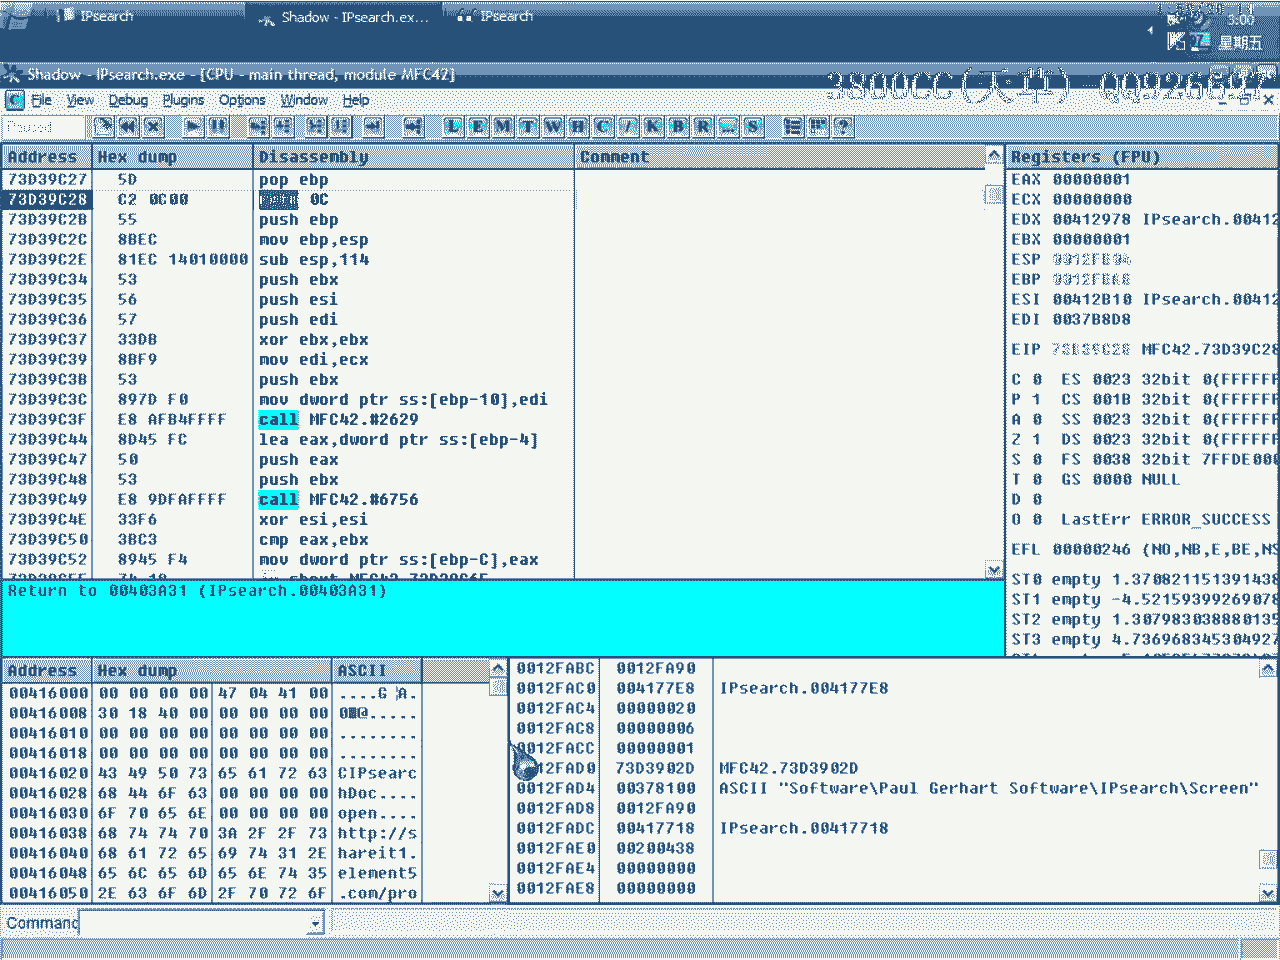 IPsearch
Shadow - IPsearch.ex...
IPsearch
3:00
星期五
Shadow - IPsearch.exe - [CPU - main thread, module MFC42]
C File View Debug Plugins Options Window Help
Paused
L E M T W H C / K B R ... S ?
Address Hex dump Disassembly Comment
73D39C27 5D pop ebp
73D39C28 C2 0C00 0C
73D39C2B 55 push ebp
73D39C2C 8BEC mov ebp,esp
73D39C2E 81EC 14010000 sub esp,114
73D39C34 53 push ebx
73D39C35 56 push esi
73D39C36 57 push edi
73D39C37 33DB xor ebx,ebx
73D39C39 8BF9 mov edi,ecx
73D39C3B 53 push ebx
73D39C3C 897D F0 mov dword ptr ss:[ebp-10],edi
73D39C3F E8 AFB4FFFF call MFC42.#2629
73D39C44 8D45 FC lea eax,dword ptr ss:[ebp-4]
73D39C47 50 push eax
73D39C48 53 push ebx
73D39C49 E8 9DFAFFFF call MFC42.#6756
73D39C4E 33F6 xor esi,esi
73D39C50 3BC3 cmp eax,ebx
73D39C52 8945 F4 mov dword ptr ss:[ebp-C],eax
Return to 00403A31 (IPsearch.00403A31)
Registers (FPU)
EAX 00000001
ECX 00000000
EDX 00412978 IPsearch.00412
EBX 00000001
ESP
EBP
ESI 00412B10 IPsearch.00412
EDI 0037B8D8
EIP 73D39C28 MFC42.73D39C28
C 0 ES 0023 32bit 0(FFFFFF
P 1 CS 001B 32bit 0(FFFFFF
A 0 SS 0023 32bit 0(FFFFFF
Z 1 DS 0023 32bit 0(FFFFFF
S 0 FS 0038 32bit 7FFDE000
T 0 GS 0000 NULL
D 0
O 0 LastErr ERROR_SUCCESS
EFL 00000246 (NO,NB,E,BE,NS
ST0 empty 1.370821151391438
ST1 empty -4.52159399269078
ST2 empty 1.307983038880135
ST3 empty 4.736968345304927
Address Hex dump ASCII
00416000 00 00 00 00 47 04 41 00 ....G A.
00416008 30 18 40 00 00 00 00 00 0 @.....
00416010 00 00 00 00 00 00 00 00 ........
00416018 00 00 00 00 00 00 00 00 ........
00416020 43 49 50 73 65 61 72 63 CIPsearc
00416028 68 44 6F 63 00 00 00 00 hDoc....
00416030 6F 70 65 6E 00 00 00 00 open....
00416038 68 74 74 70 3A 2F 2F 73 http://s
00416040 68 61 72 65 69 74 31 2E hareit1.
00416048 65 6C 65 6D 65 6E 74 35 element5
00416050 2E 63 6F 6D 2F 70 72 6F .com/pro
0012FABC 0012FA90
0012FAC0 004177E8 IPsearch.004177E8
0012FAC4 00000020
0012FAC8 00000006
0012FACC 00000001
0012FAD0 73D3902D MFC42.73D3902D
0012FAD4 00378100 ASCII "Software\Paul Gerhart Software\IPsearch\Screen"
0012FAD8 0012FA90
0012FADC 00417718 IPsearch.00417718
0012FAE0 00200438
0012FAE4 00000000
0012FAE8 00000000
Command